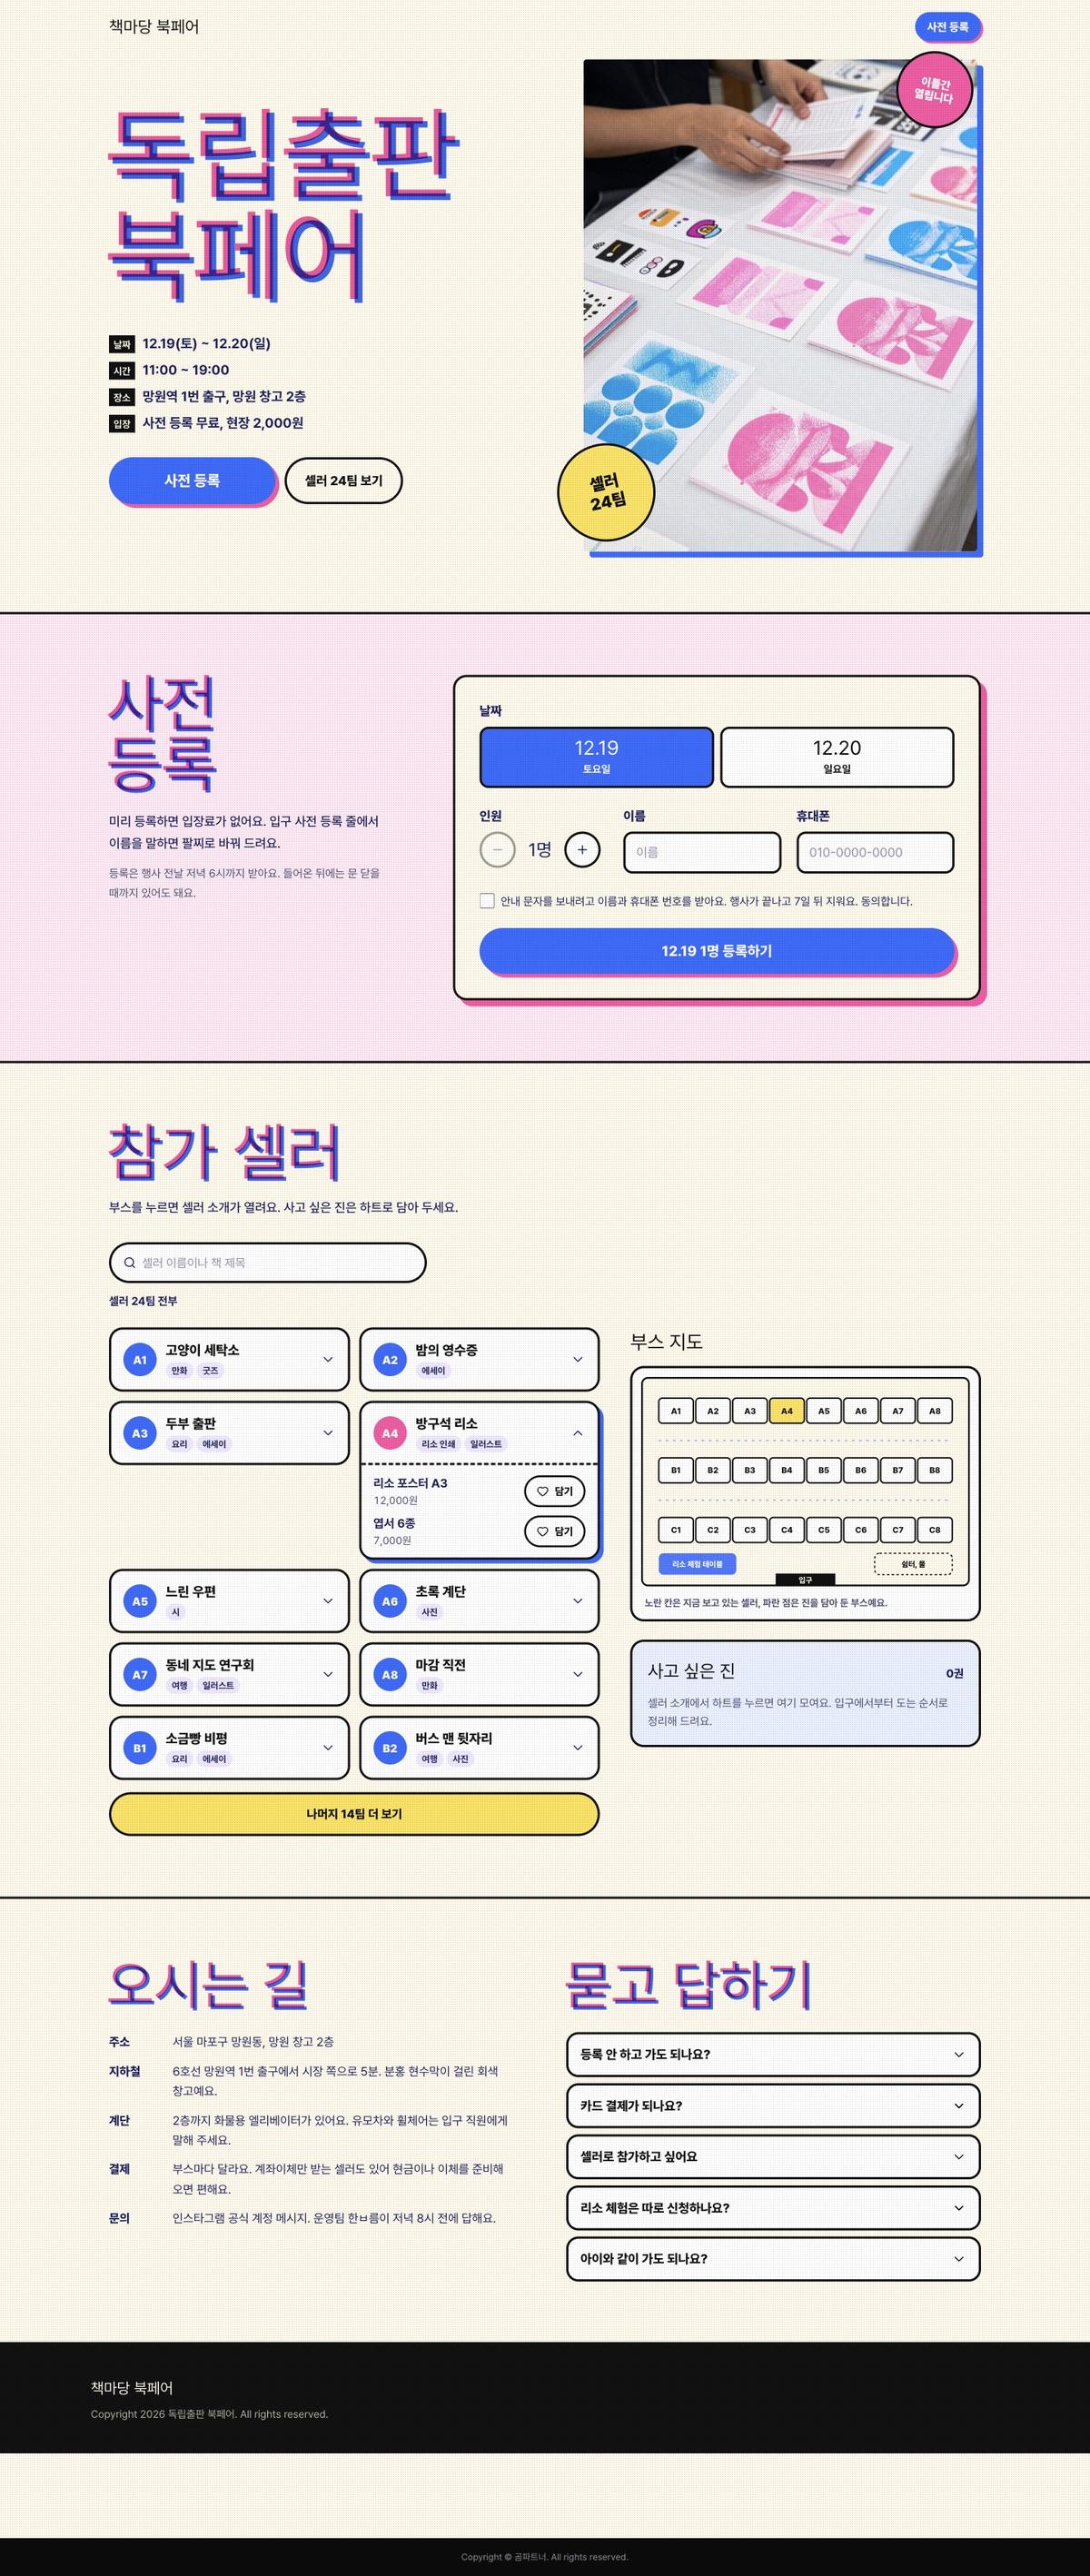 책마당 북페어
사전 등록
이틀간
열립니다
독립출판
북페어
날짜 12.19(토) ~ 12.20(일)
시간 11:00 ~ 19:00
장소 망원역 1번 출구, 망원 창고 2층
입장 사전 등록 무료, 현장 2,000원
사전 등록
셀러 24팀 보기
셀러
24팀
사전
등록
미리 등록하면 입장료가 없어요. 입구 사전 등록 줄에서
이름을 말하면 팔찌로 바꿔 드려요.
등록은 행사 전날 저녁 6시까지 받아요. 들어온 뒤에는 문 닫을
때까지 있어도 돼요.
날짜
12.19
토요일
12.20
일요일
인원
이름
휴대폰
1명
이름
010-0000-0000
안내 문자를 보내려고 이름과 휴대폰 번호를 받아요. 행사가 끝나고 7일 뒤 지워요. 동의합니다.
12.19 1명 등록하기
참가 셀러
부스를 누르면 셀러 소개가 열려요. 사고 싶은 진은 하트로 담아 두세요.
셀러 이름이나 책 제목
셀러 24팀 전부
A1 고양이 세탁소
만화 굿즈
A2 밤의 영수증
에세이
A3 두부 출판
요리 에세이
A4 방구석 리소
리소 인쇄 일러스트
리소 포스터 A3
12,000원
담기
엽서 6종
7,000원
담기
A5 느린 우편
시
A6 초록 계단
사진
A7 동네 지도 연구회
여행 일러스트
A8 마감 직전
만화
B1 소금빵 비평
요리 에세이
B2 버스 맨 뒷자리
여행 사진
나머지 14팀 더 보기
부스 지도
A1 A2 A3 A4 A5 A6 A7 A8
B1 B2 B3 B4 B5 B6 B7 B8
C1 C2 C3 C4 C5 C6 C7 C8
리소 체험 테이블
쉼터, 물
입구
노란 칸은 지금 보고 있는 셀러, 파란 점은 진을 담아 둔 부스예요.
사고 싶은 진
0권
셀러 소개에서 하트를 누르면 여기 모여요. 입구에서부터 도는 순서로
정리해 드려요.
오시는 길
주소 서울 마포구 망원동, 망원 창고 2층
지하철 6호선 망원역 1번 출구에서 시장 쪽으로 5분. 분홍 현수막이 걸린 회색
창고예요.
계단 2층까지 화물용 엘리베이터가 있어요. 유모차와 휠체어는 입구 직원에게
말해 주세요.
결제 부스마다 달라요. 계좌이체만 받는 셀러도 있어 현금이나 이체를 준비해
오면 편해요.
문의 인스타그램 공식 계정 메시지. 운영팀 한ㅂ름이 저녁 8시 전에 답해요.
묻고 답하기
등록 안 하고 가도 되나요?
카드 결제가 되나요?
셀러로 참가하고 싶어요
리소 체험은 따로 신청하나요?
아이와 같이 가도 되나요?
책마당 북페어
Copyright 2026 독립출판 북페어. All rights reserved.
Copyright © 곰파트너. All rights reserved.